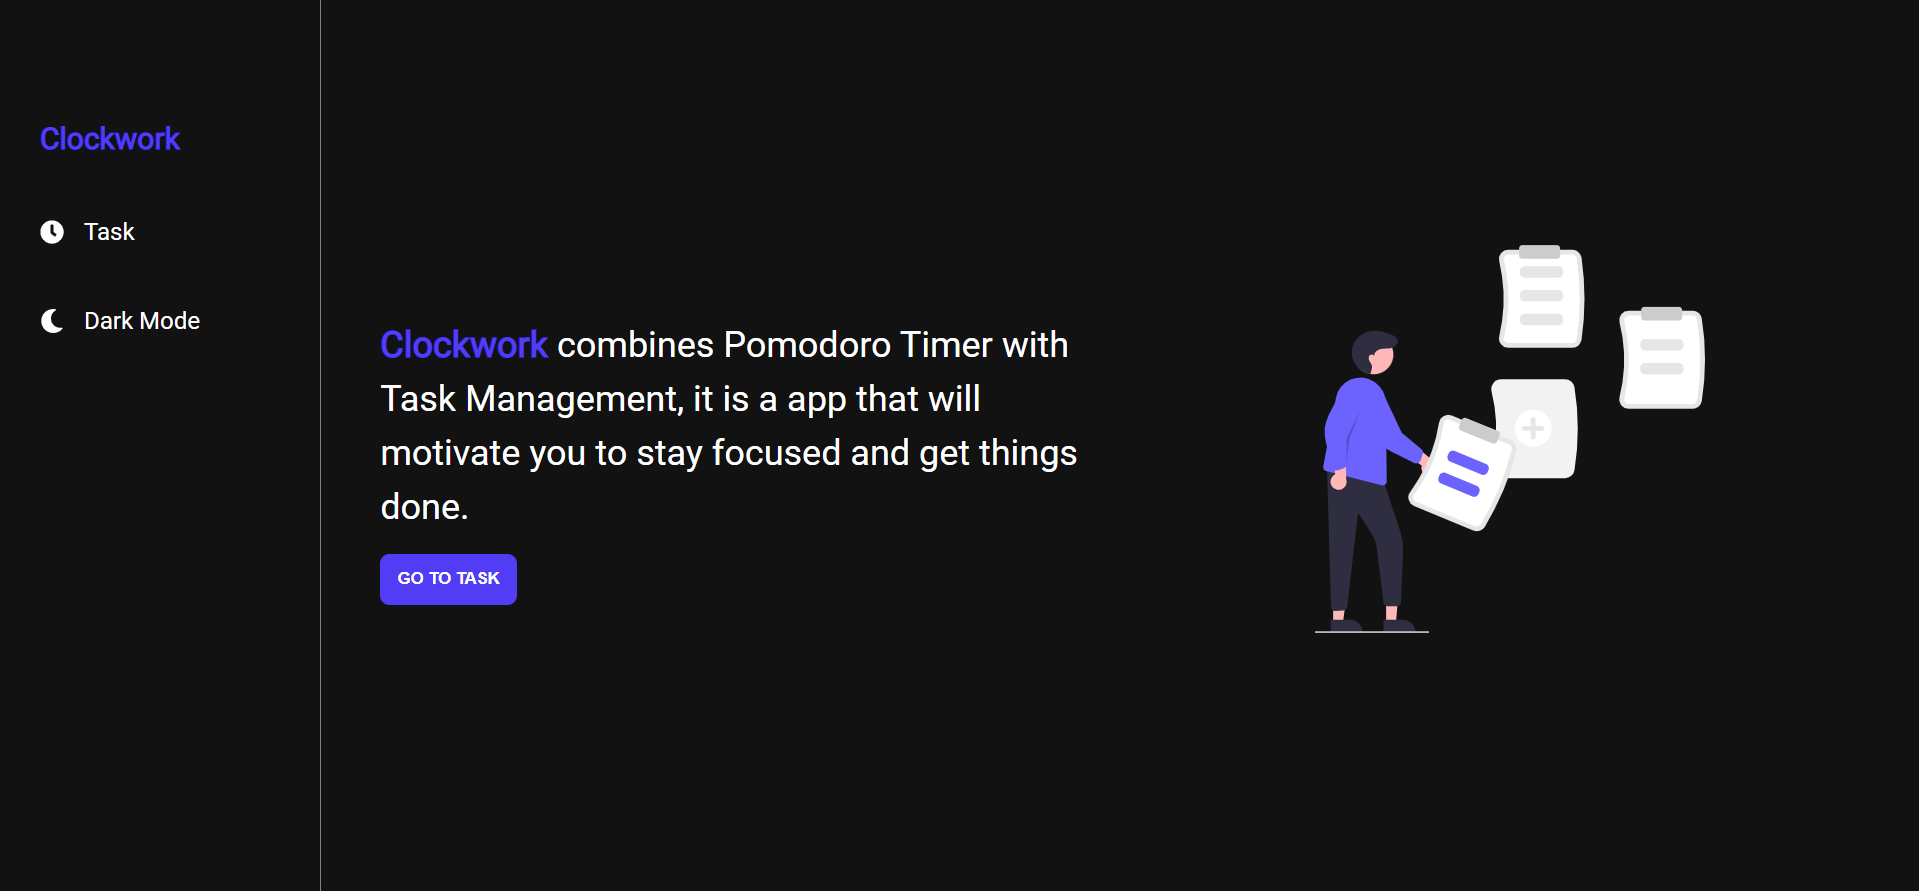 Clockwork
Task
Dark Mode
Clockwork combines Pomodoro Timer with
Task Management, it is a app that will
motivate you to stay focused and get things
done.
GO TO TASK